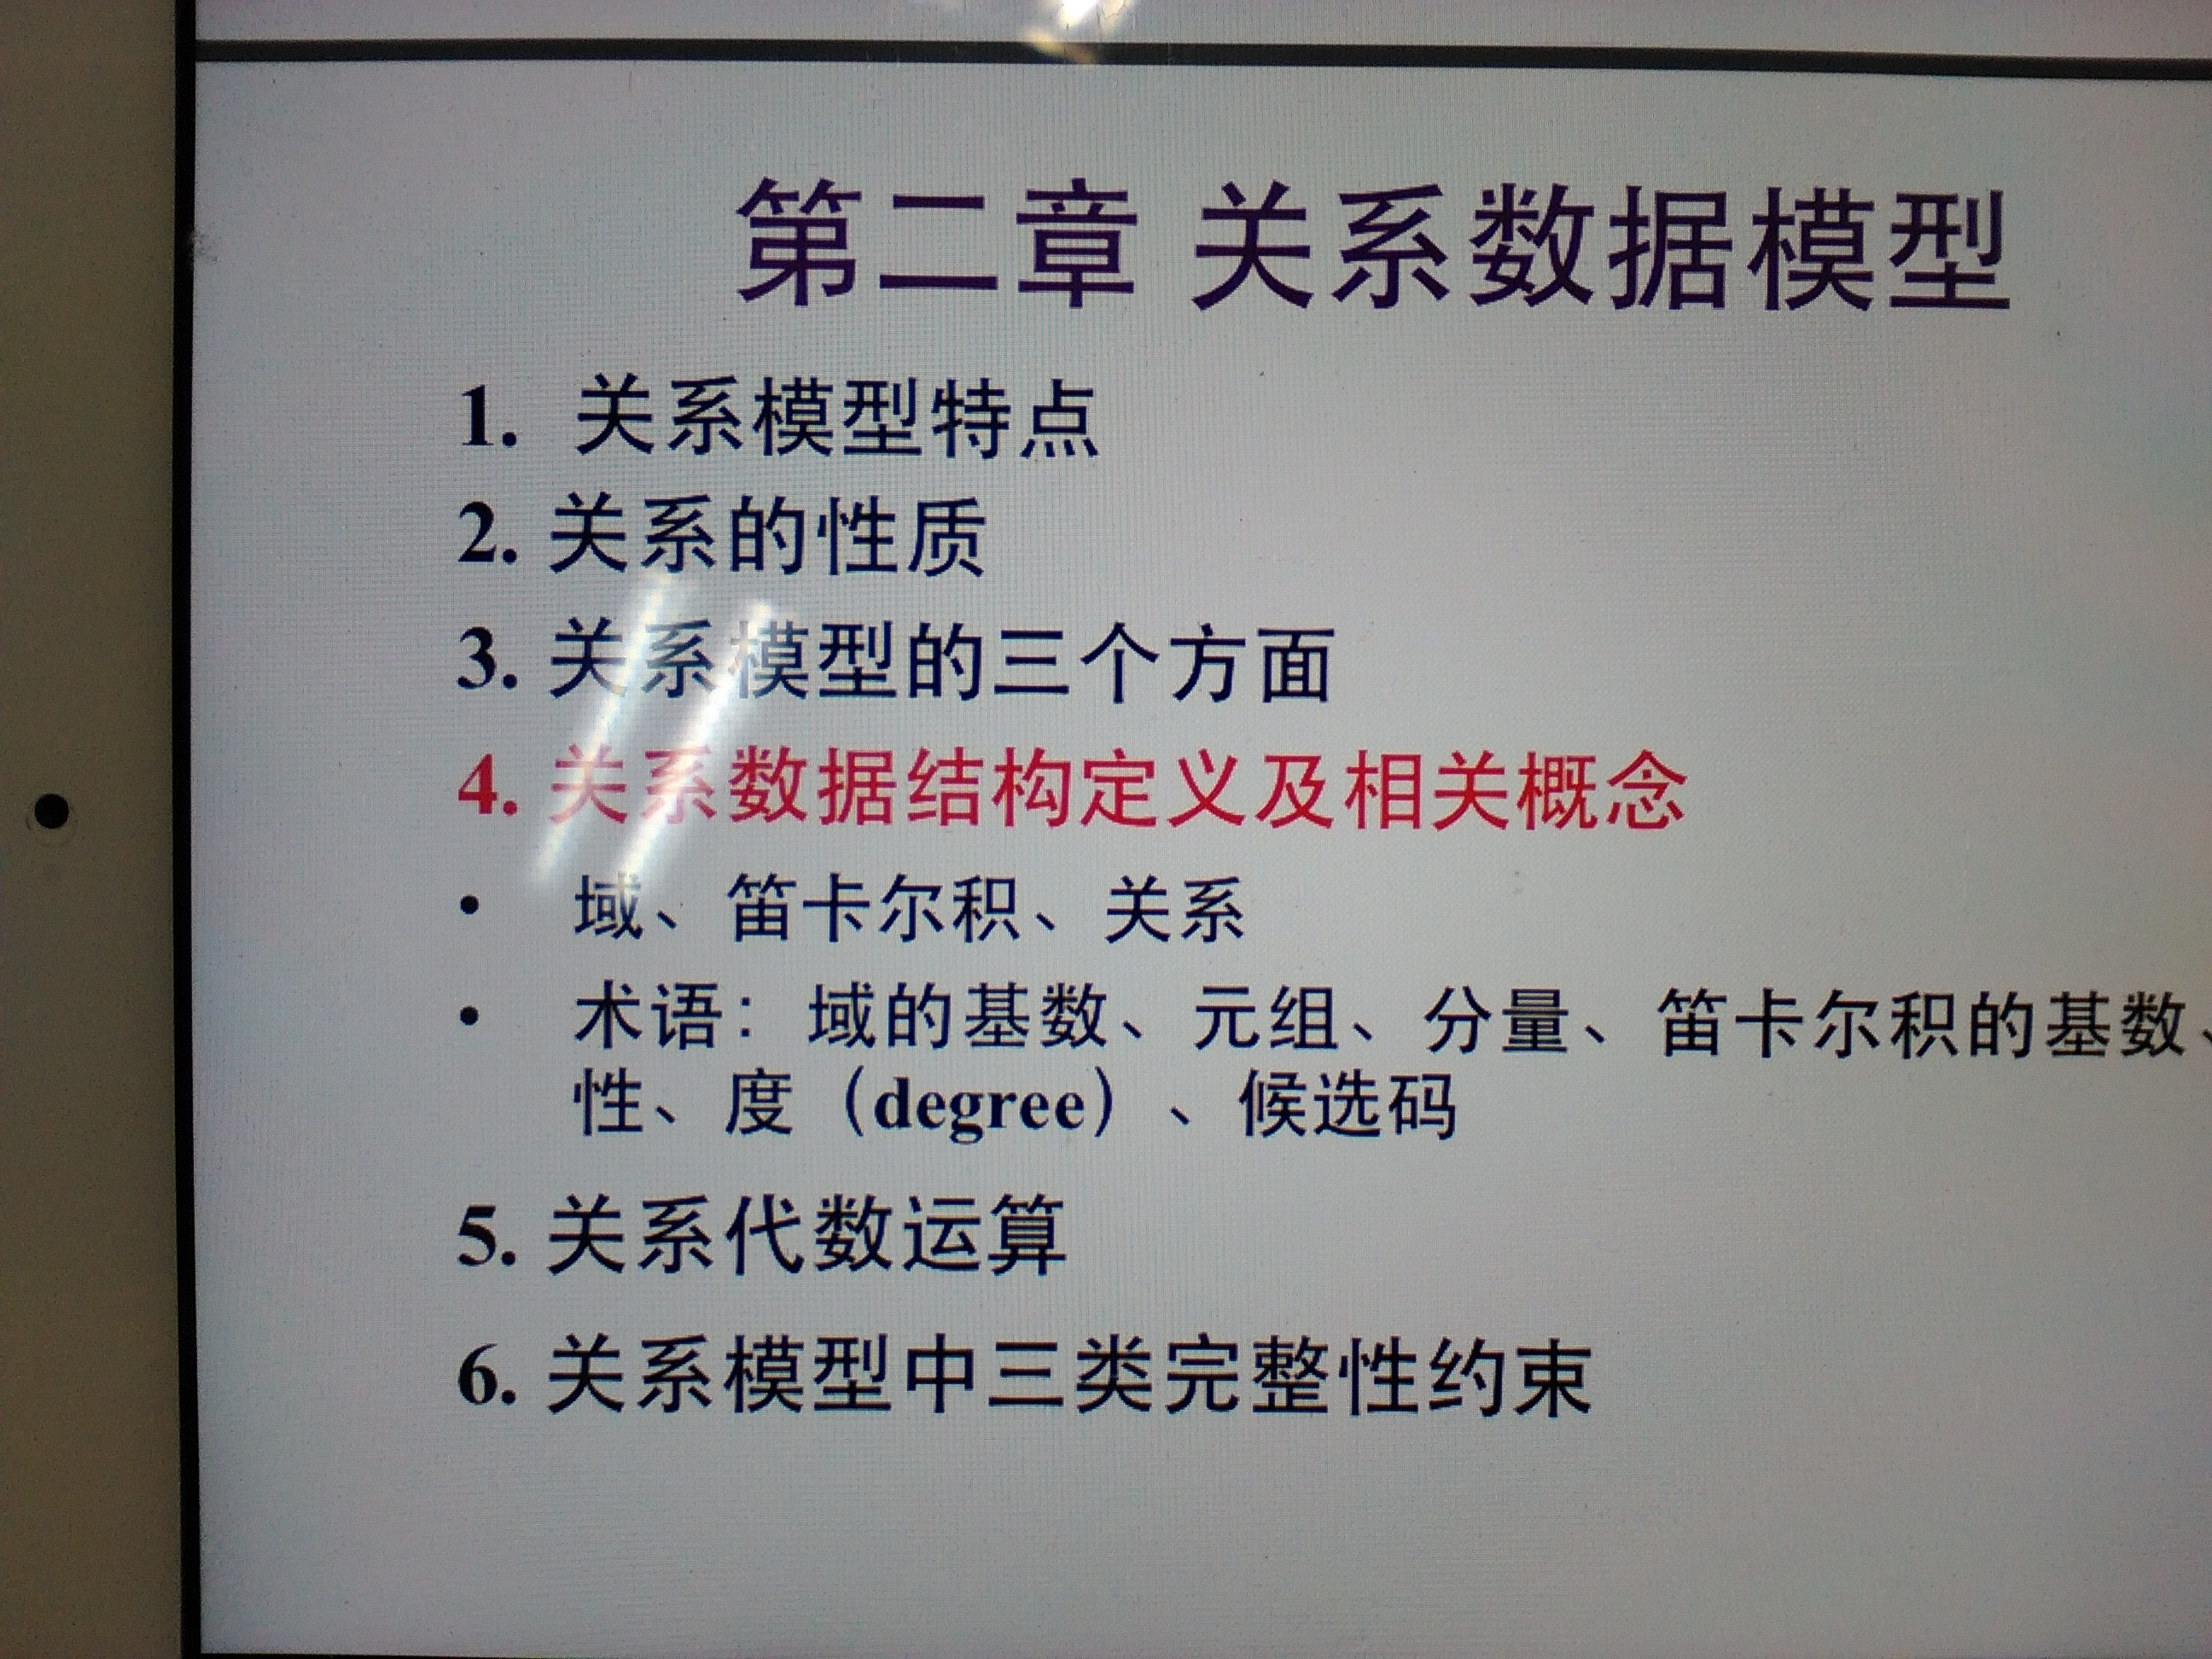 第二章 关系数据模型
1. 关系模型特点
2. 关系的性质
3. 关系模型的三个方面
4. 关系数据结构定义及相关概念
• 域、笛卡尔积、关系
• 术语：域的基数、元组、分量、笛卡尔积的基数、
性、度（degree）、候选码
5. 关系代数运算
6. 关系模型中三类完整性约束